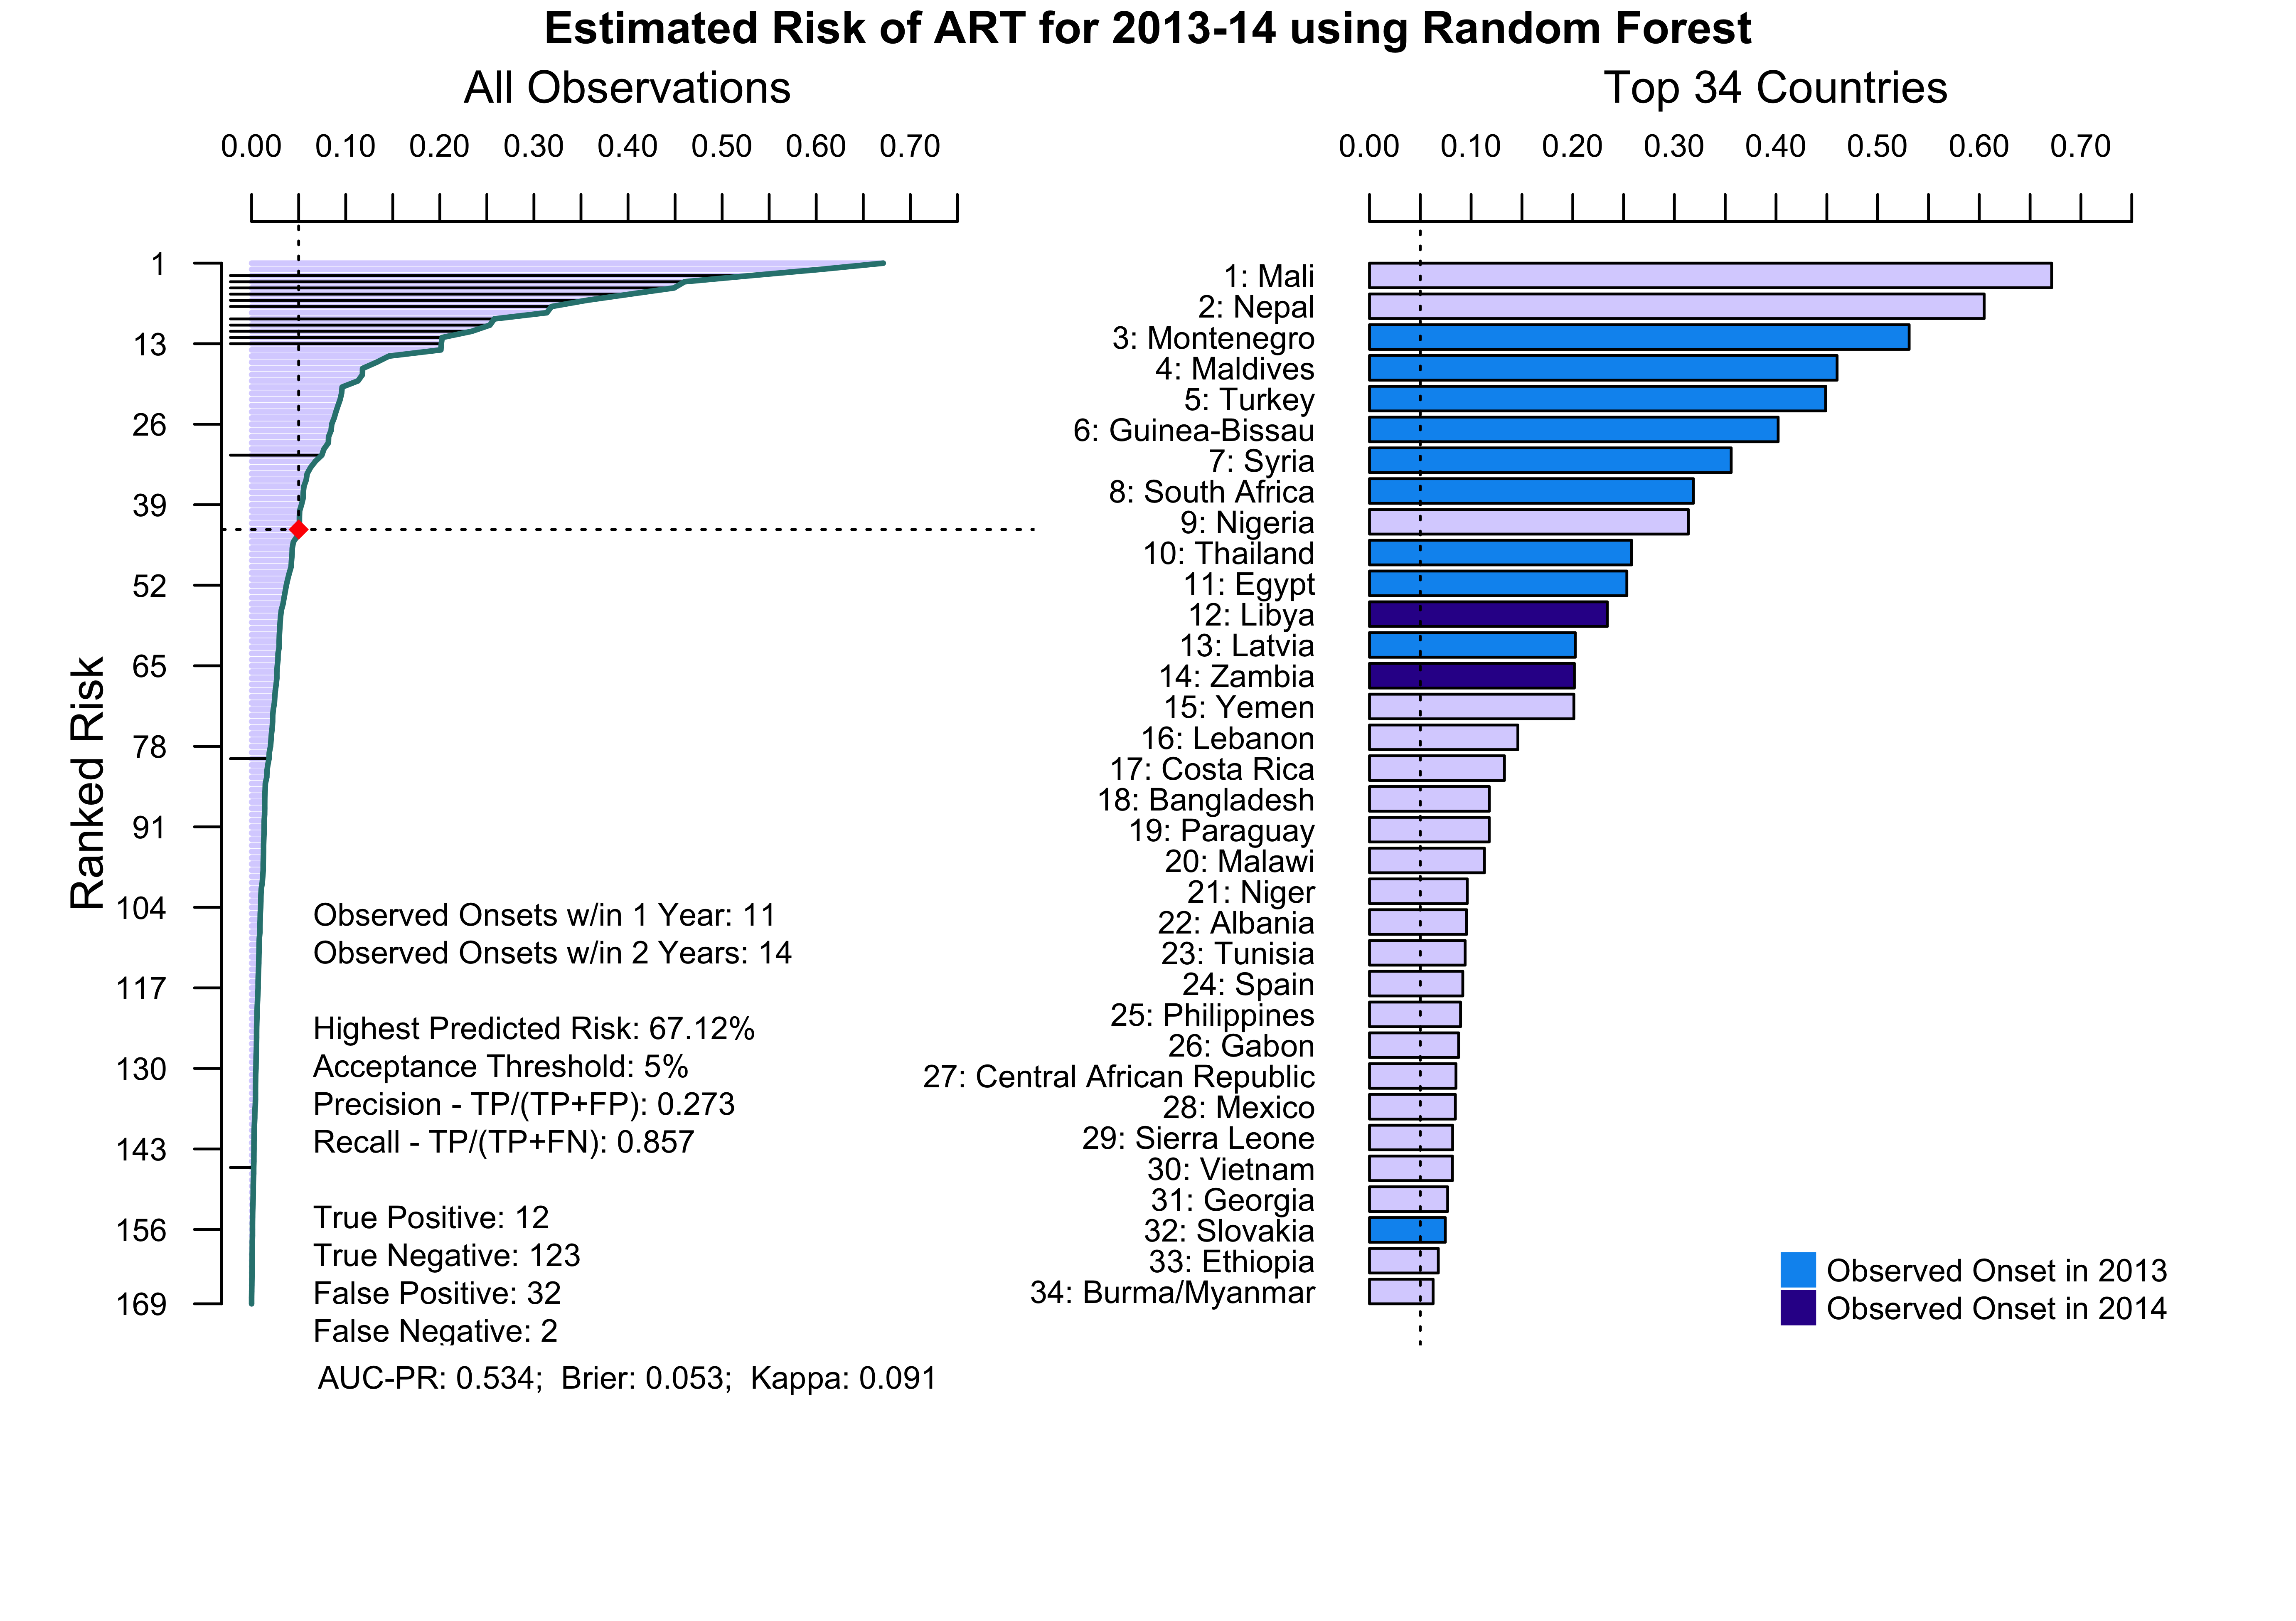 Estimated Risk of ART for 2013-14 using Random Forest
All Observations
0.00 0.10 0.20 0.30 0.40 0.50 0.60 0.70
Ranked Risk
1
13
26
39
52
65
78
91
104
117
130
143
156
169
Observed Onsets w/in 1 Year: 11
Observed Onsets w/in 2 Years: 14
Highest Predicted Risk: 67.12%
Acceptance Threshold: 5%
Precision - TP/(TP+FP): 0.273
Recall - TP/(TP+FN): 0.857
True Positive: 12
True Negative: 123
False Positive: 32
False Negative: 2
AUC-PR: 0.534; Brier: 0.053; Kappa: 0.091
Top 34 Countries
0.00 0.10 0.20 0.30 0.40 0.50 0.60 0.70
1: Mali
2: Nepal
3: Montenegro
4: Maldives
5: Turkey
6: Guinea-Bissau
7: Syria
8: South Africa
9: Nigeria
10: Thailand
11: Egypt
12: Libya
13: Latvia
14: Zambia
15: Yemen
16: Lebanon
17: Costa Rica
18: Bangladesh
19: Paraguay
20: Malawi
21: Niger
22: Albania
23: Tunisia
24: Spain
25: Philippines
26: Gabon
27: Central African Republic
28: Mexico
29: Sierra Leone
30: Vietnam
31: Georgia
32: Slovakia
33: Ethiopia
34: Burma/Myanmar
Observed Onset in 2013
Observed Onset in 2014